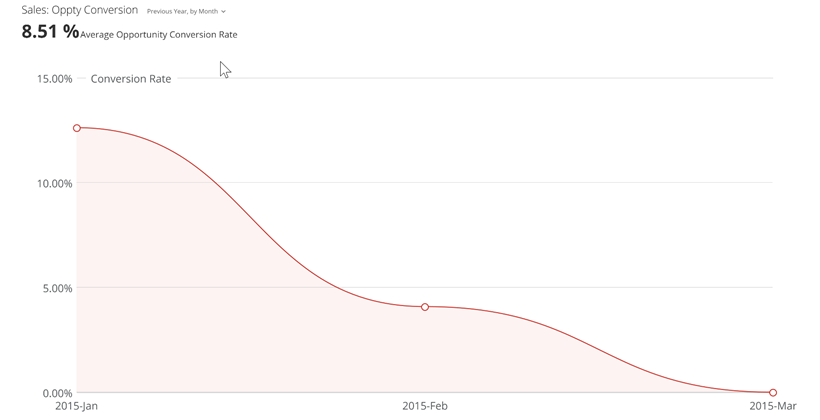 Sales: Oppty Conversion Previous Year, by Month
8.51 % Average Opportunity Conversion Rate
15.00% Conversion Rate
10.00%
5.00%
0.00%
2015-Jan 2015-Feb 2015-Mar